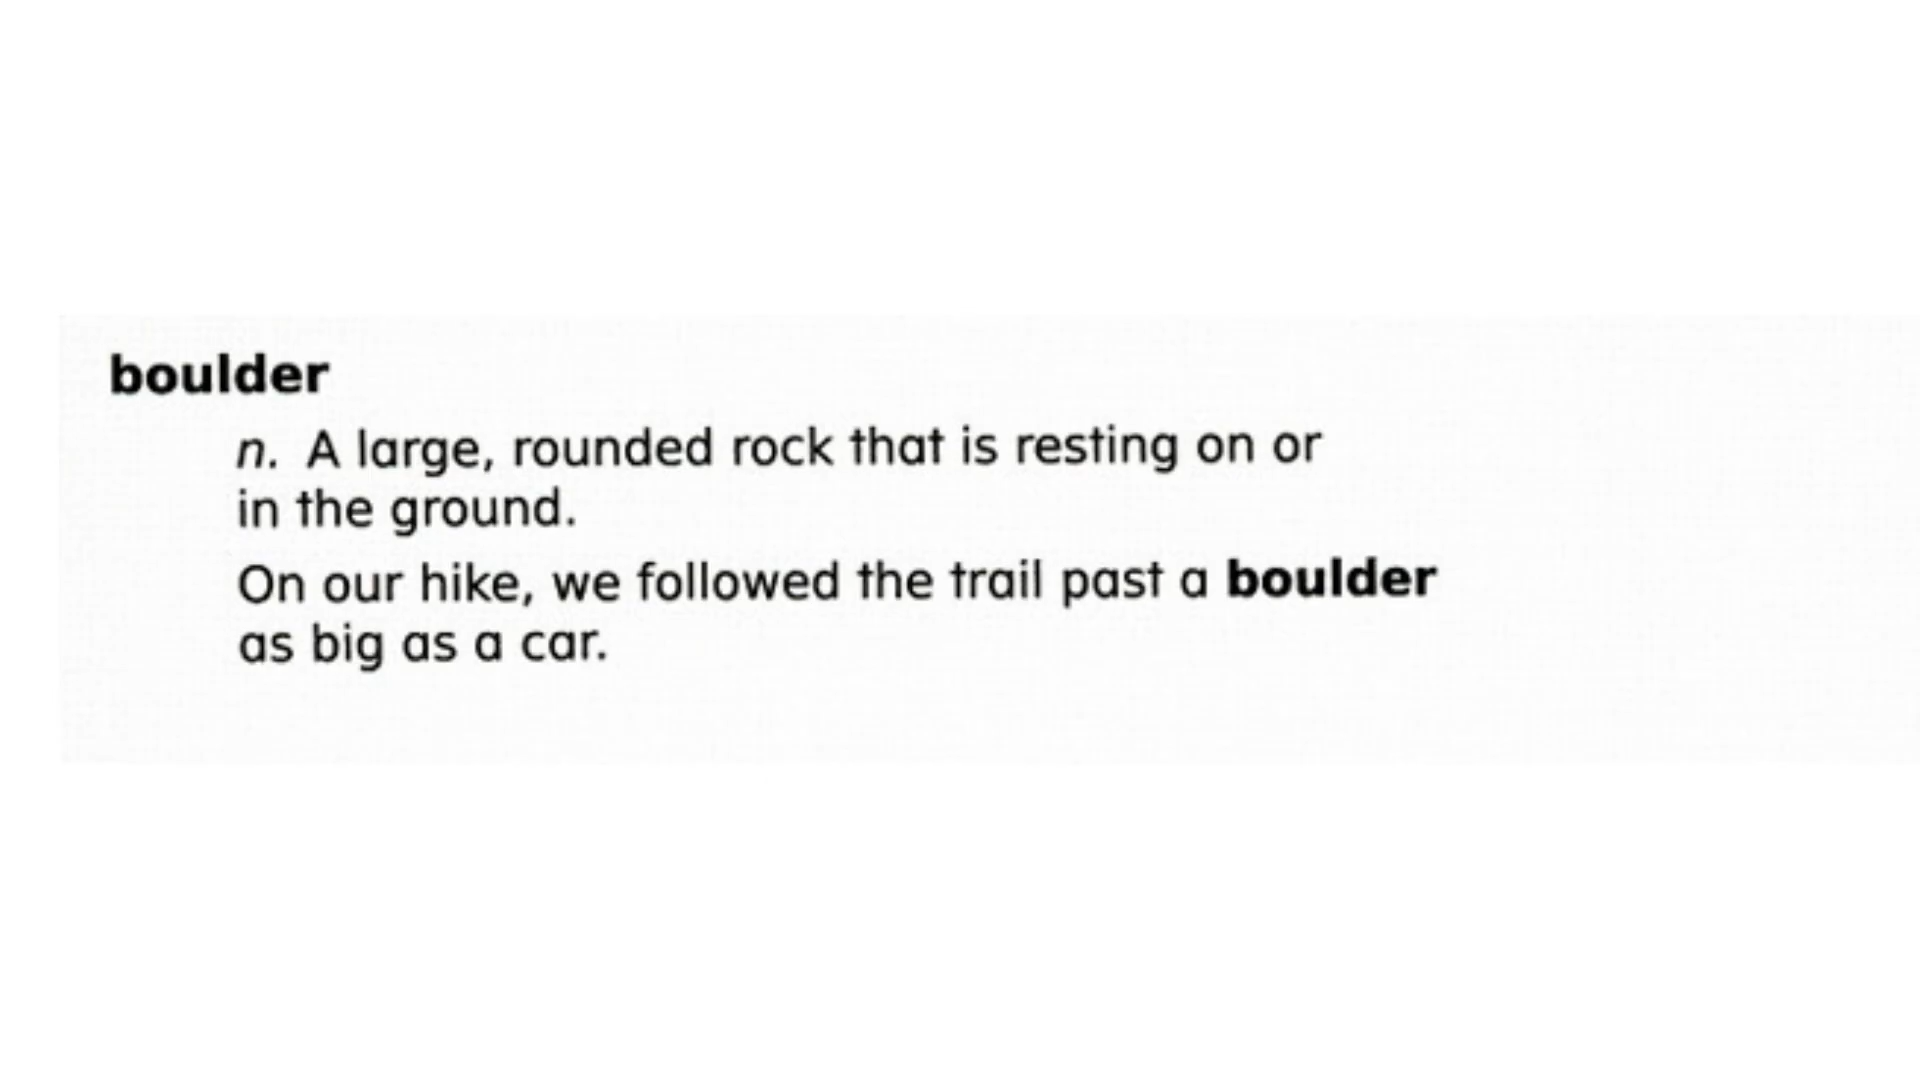 boulder
n. A large, rounded rock that is resting on or
in the ground.
On our hike, we followed the trail past a boulder
as big as a car.